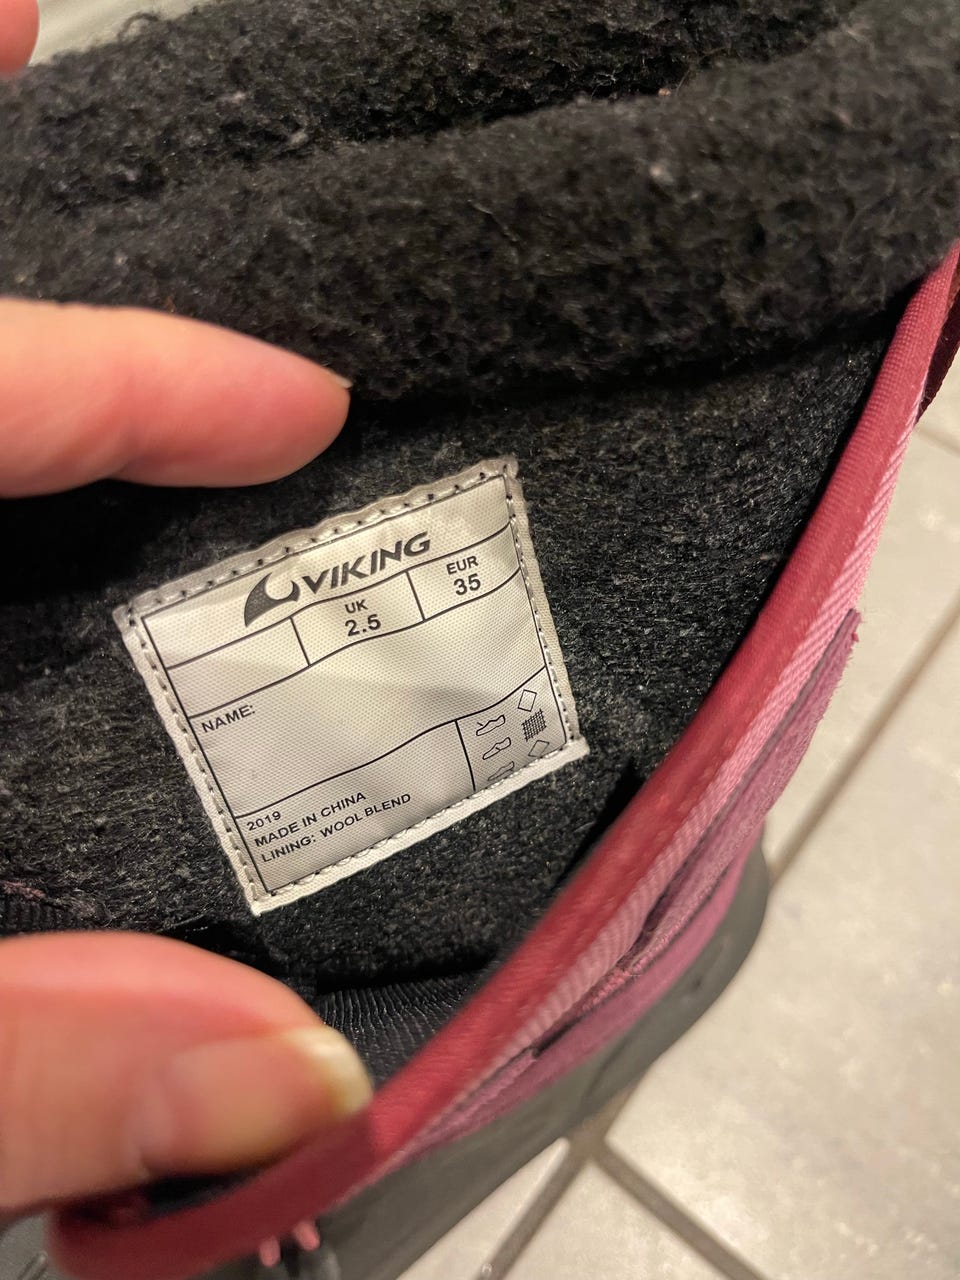 VIKING
UK
2.5
EUR
35
NAME:
2019
MADE IN CHINA
LINING: WOOL BLEND